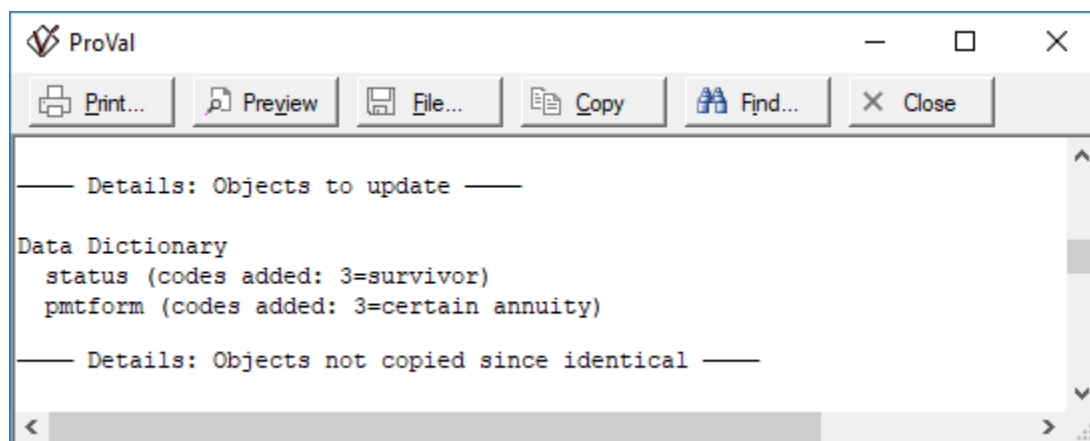 ProVal
Print... Preview File... Copy Find... Close
—— Details: Objects to update ——
Data Dictionary
status (codes added: 3=survivor)
pmtform (codes added: 3=certain annuity)
—— Details: Objects not copied since identical ——